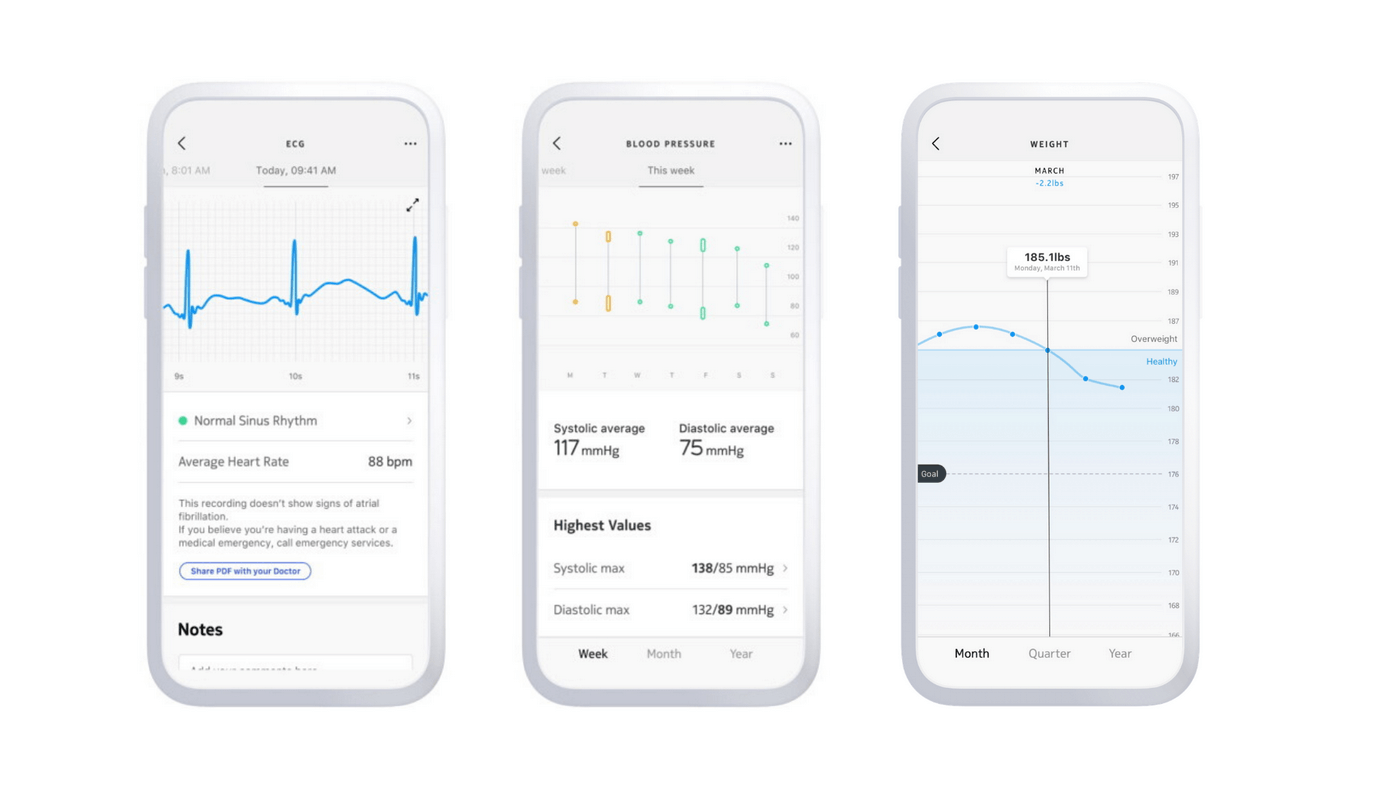 ECG
, 8:01 AM
Today, 09:41 AM
9s
10s
11s
Normal Sinus Rhythm
Average Heart Rate
88 bpm
This recording doesn't show signs of atrial
fibrillation.
If you believe you're having a heart attack or a
medical emergency, call emergency services.
Share PDF with your Doctor
Notes
Add your comments here
BLOOD PRESSURE
week
This week
140
120
100
80
60
M T W T F S S
Systolic average
117 mmHg
Diastolic average
75 mmHg
Highest Values
Systolic max
138/85 mmHg
Diastolic max
132/89 mmHg
Week
Month
Year
WEIGHT
MARCH
-2.2lbs
185.1lbs
Monday, March 11th
197
195
193
191
189
187
Overweight
Healthy
182
180
178
Goal
176
174
172
170
168
166
Month
Quarter
Year